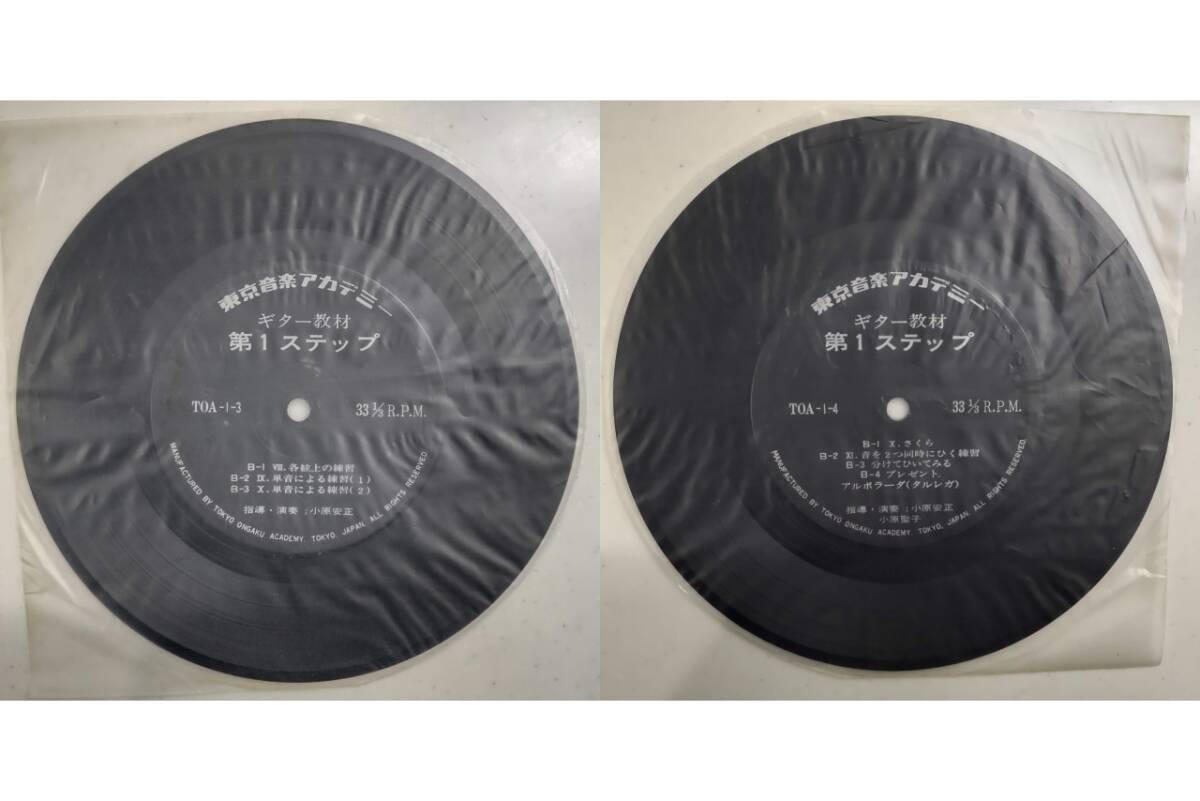 東京音楽アカデミー
ギター教材
第1ステップ
TOA-1-3
33 1/3 R.P.M.
B-1 Ⅷ.各絃上の練習
B-2 Ⅸ.単音による練習(1)
B-3 Ⅹ.単音による練習(2)
指導・演奏:小原安正
MANUFACTURED BY TOKYO ONGAKU ACADEMY. TOKYO, JAPAN. ALL RIGHTS RESERVED.
東京音楽アカデミー
ギター教材
第1ステップ
TOA-1-4
33 1/3 R.P.M.
B-1 Ⅹ.さくら
B-2 Ⅺ.音を2つ同時にひく練習
B-3 分けてひいてみる
B-4 プレゼント
アルボラーダ(タルレガ)
指導・演奏:小原安正
小原聖子
MANUFACTURED BY TOKYO ONGAKU ACADEMY. TOKYO, JAPAN. ALL RIGHTS RESERVED.